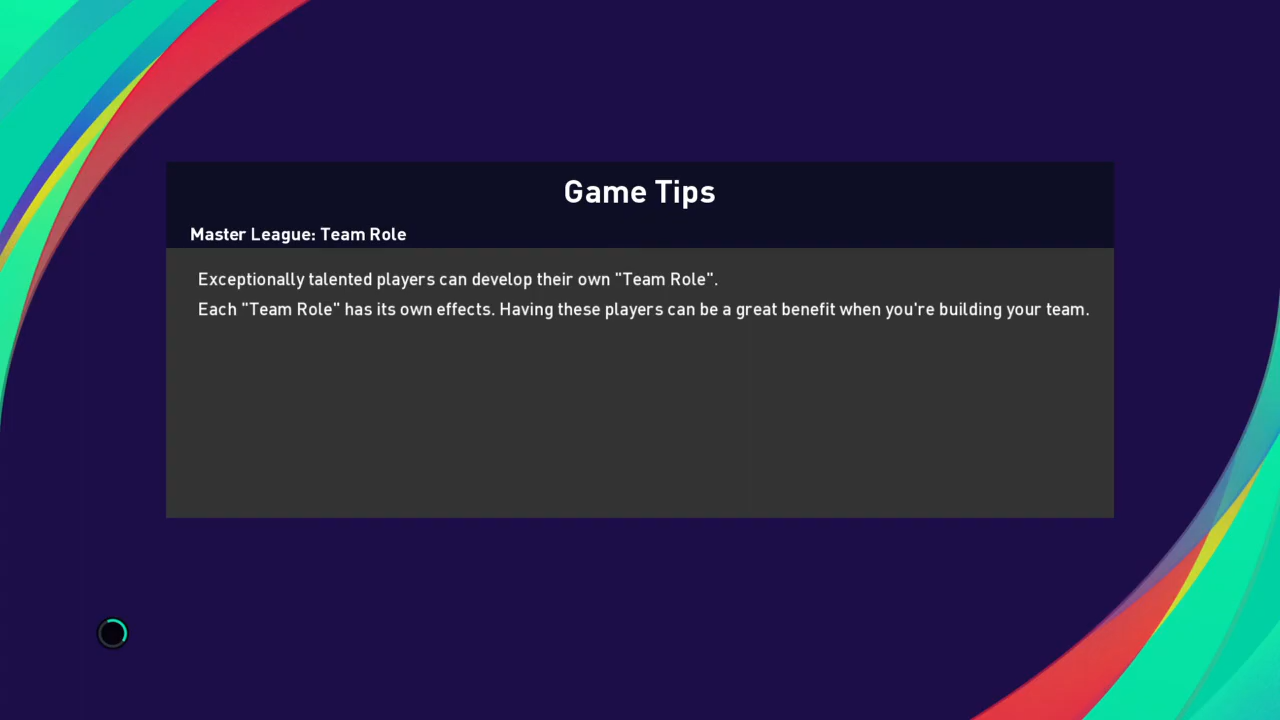 Game Tips
Master League: Team Role
Exceptionally talented players can develop their own "Team Role".
Each "Team Role" has its own effects. Having these players can be a great benefit when you're building your team.